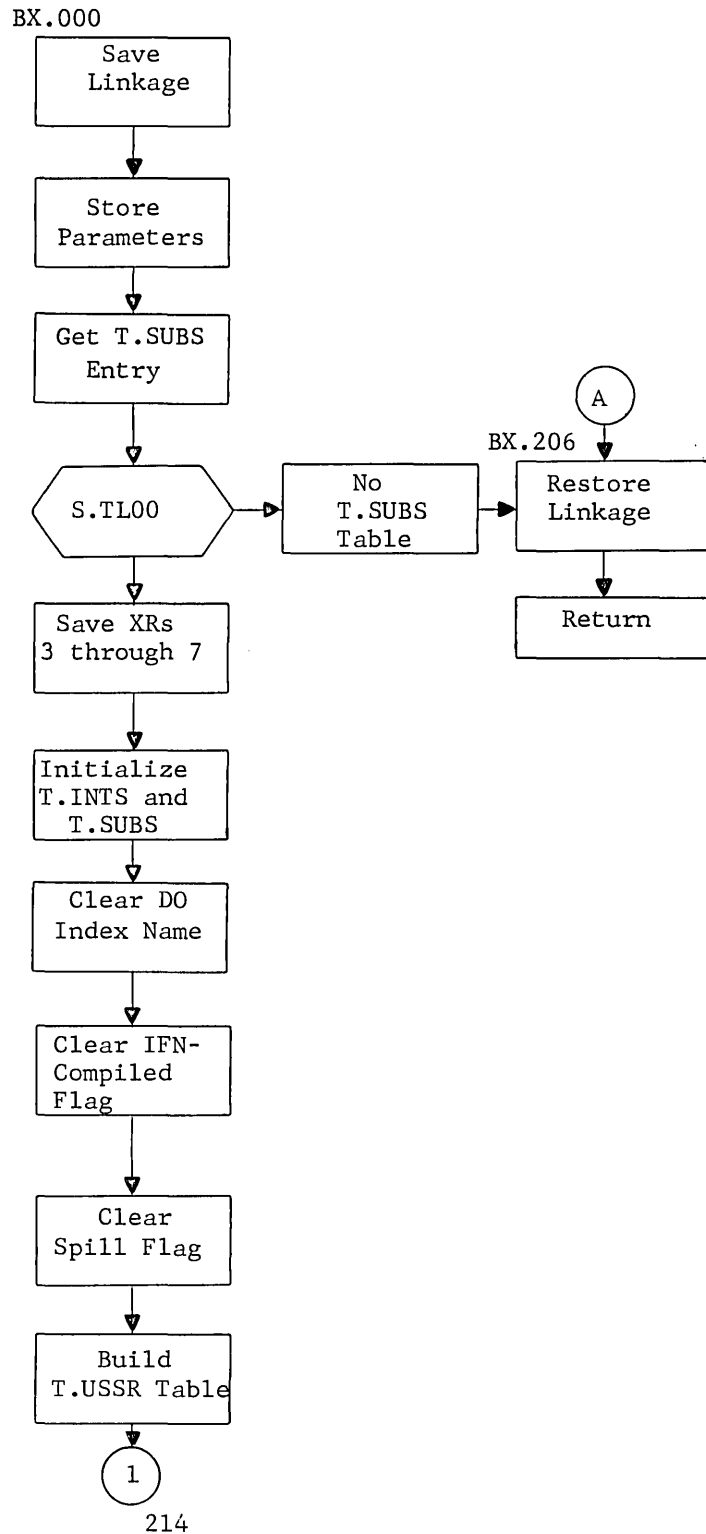 BX.000
Save
Linkage
Store
Parameters
Get T.SUBS
Entry
S.TL00
No
T.SUBS
Table
A
BX.206
Restore
Linkage
Return
Save XRs
3 through 7
Initialize
T.INTS and
T.SUBS
Clear DO
Index Name
Clear IFN-
Compiled
Flag
Clear
Spill Flag
Build
T.USSR Table
1
214